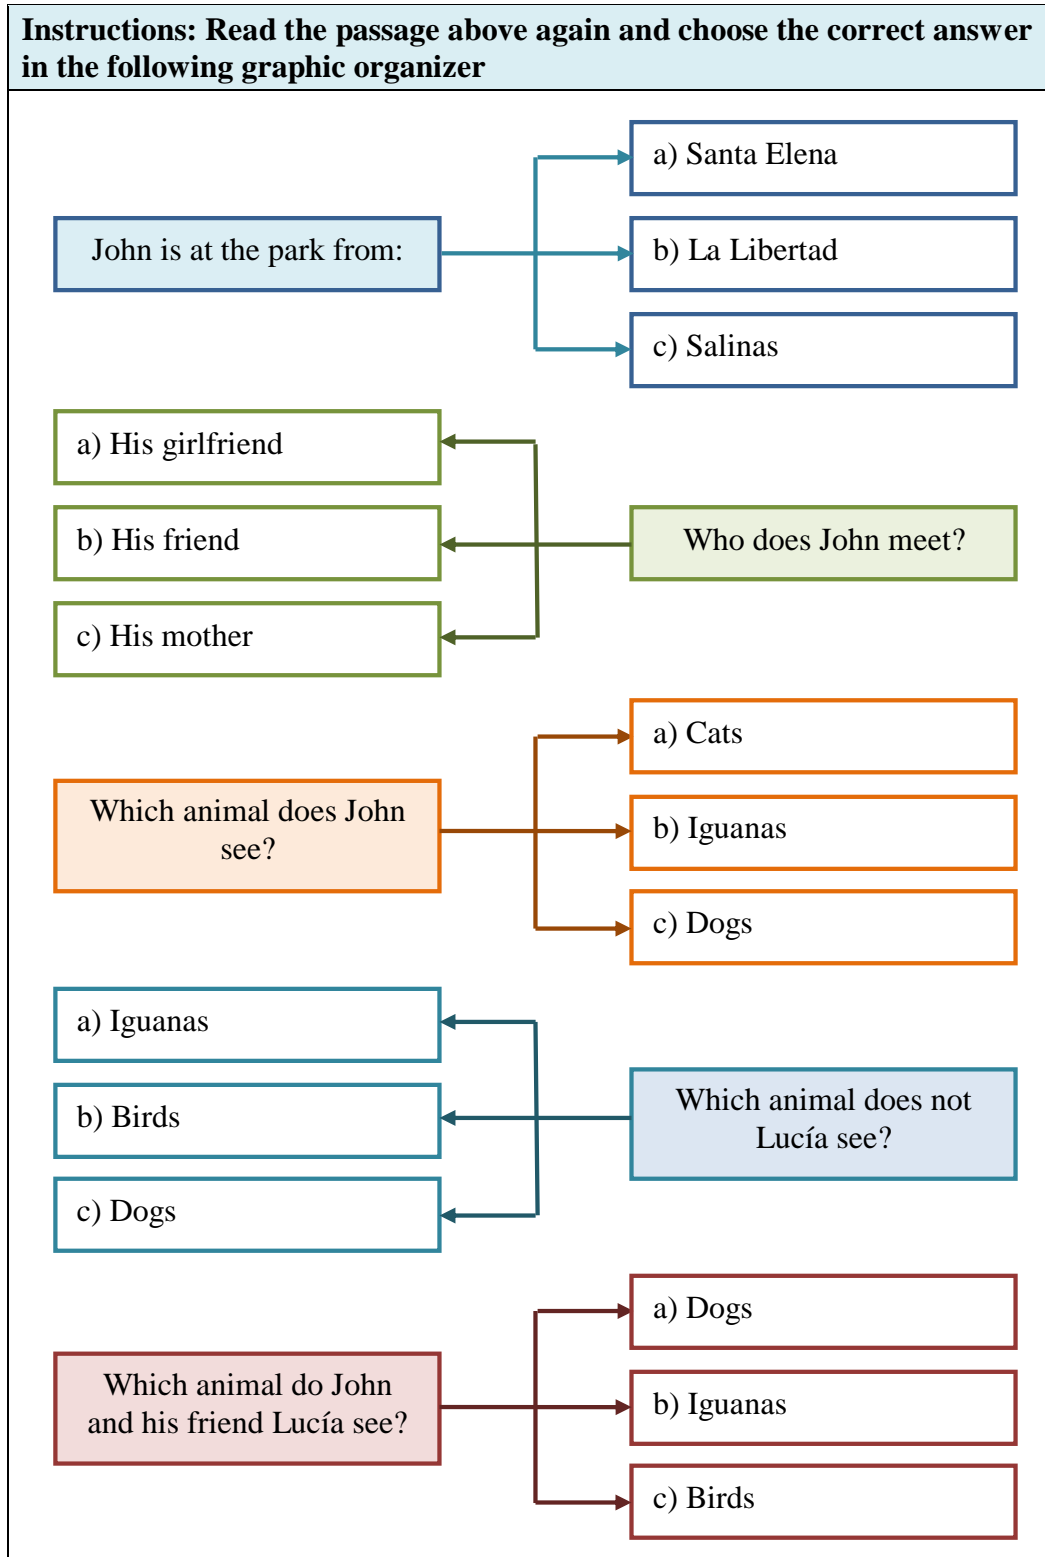 Instructions: Read the passage above again and choose the correct answer
in the following graphic organizer
John is at the park from:
a) Santa Elena
b) La Libertad
c) Salinas
Who does John meet?
a) His girlfriend
b) His friend
c) His mother
Which animal does John
see?
a) Cats
b) Iguanas
c) Dogs
Which animal does not
Lucía see?
a) Iguanas
b) Birds
c) Dogs
Which animal do John
and his friend Lucía see?
a) Dogs
b) Iguanas
c) Birds